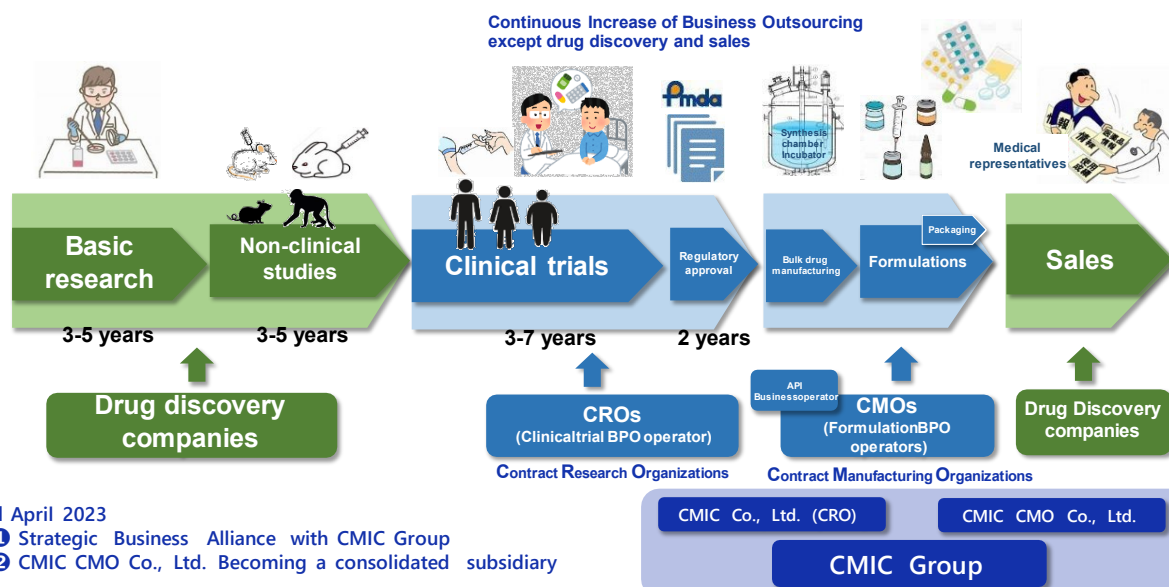 Continuous Increase of Business Outsourcing
except drug discovery and sales
Pmda
Synthesis
chamber
Incubator
Medical
representatives
Basic
research
Non-clinical
studies
Clinical trials
Regulatory
approval
Bulk drug
manufacturing
Formulations
Packaging
Sales
3-5 years
3-5 years
3-7 years
2 years
Drug discovery
companies
CROs
(Clinicaltrial BPO operator)
API
Businessoperator
CMOs
(FormulationBPO
operators)
Drug Discovery
companies
Contract Research Organizations
Contract Manufacturing Organizations
April 2023
❶ Strategic Business Alliance with CMIC Group
❷ CMIC CMO Co., Ltd. Becoming a consolidated subsidiary
CMIC Co., Ltd. (CRO)
CMIC CMO Co., Ltd.
CMIC Group